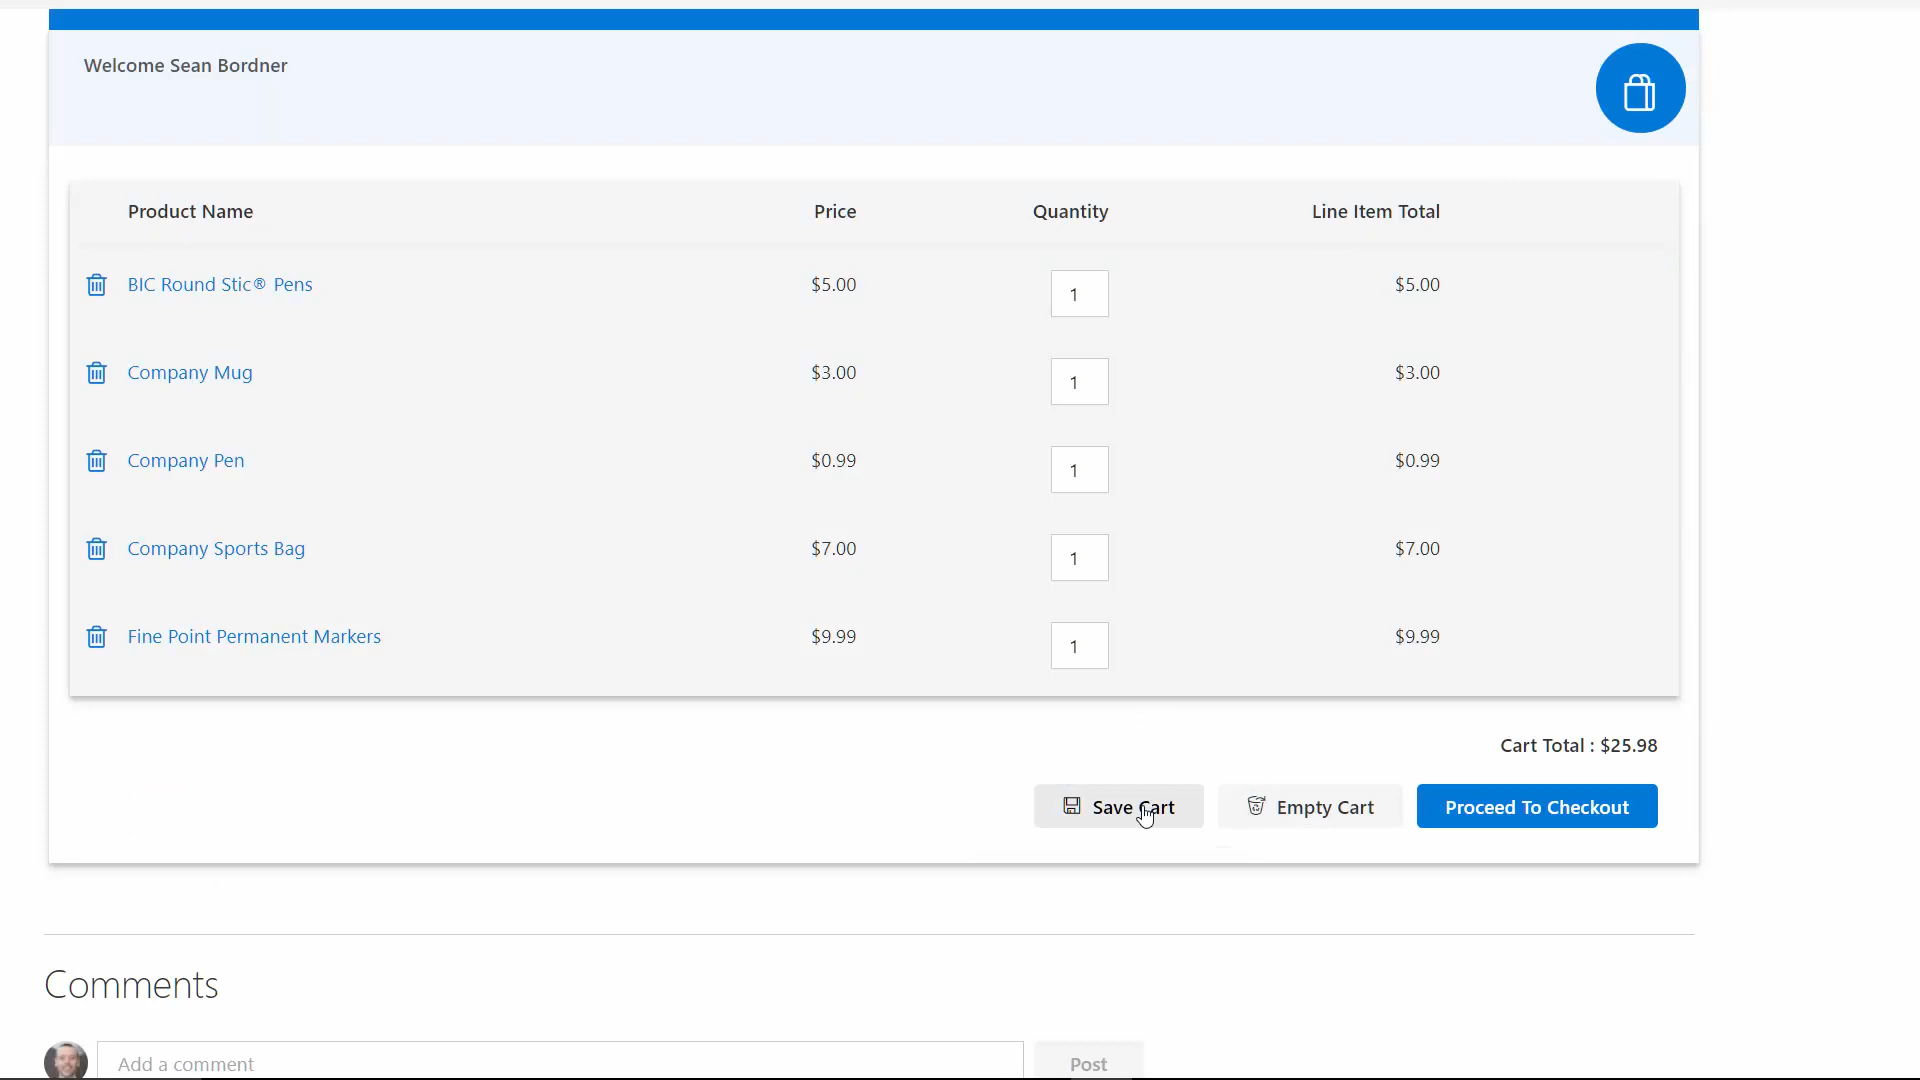 Welcome Sean Bordner
Product Name Price Quantity Line Item Total
BIC Round Stic® Pens $5.00 1 $5.00
Company Mug $3.00 1 $3.00
Company Pen $0.99 1 $0.99
Company Sports Bag $7.00 1 $7.00
Fine Point Permanent Markers $9.99 1 $9.99
Cart Total : $25.98
Save Cart Empty Cart Proceed To Checkout
Comments
Add a comment Post